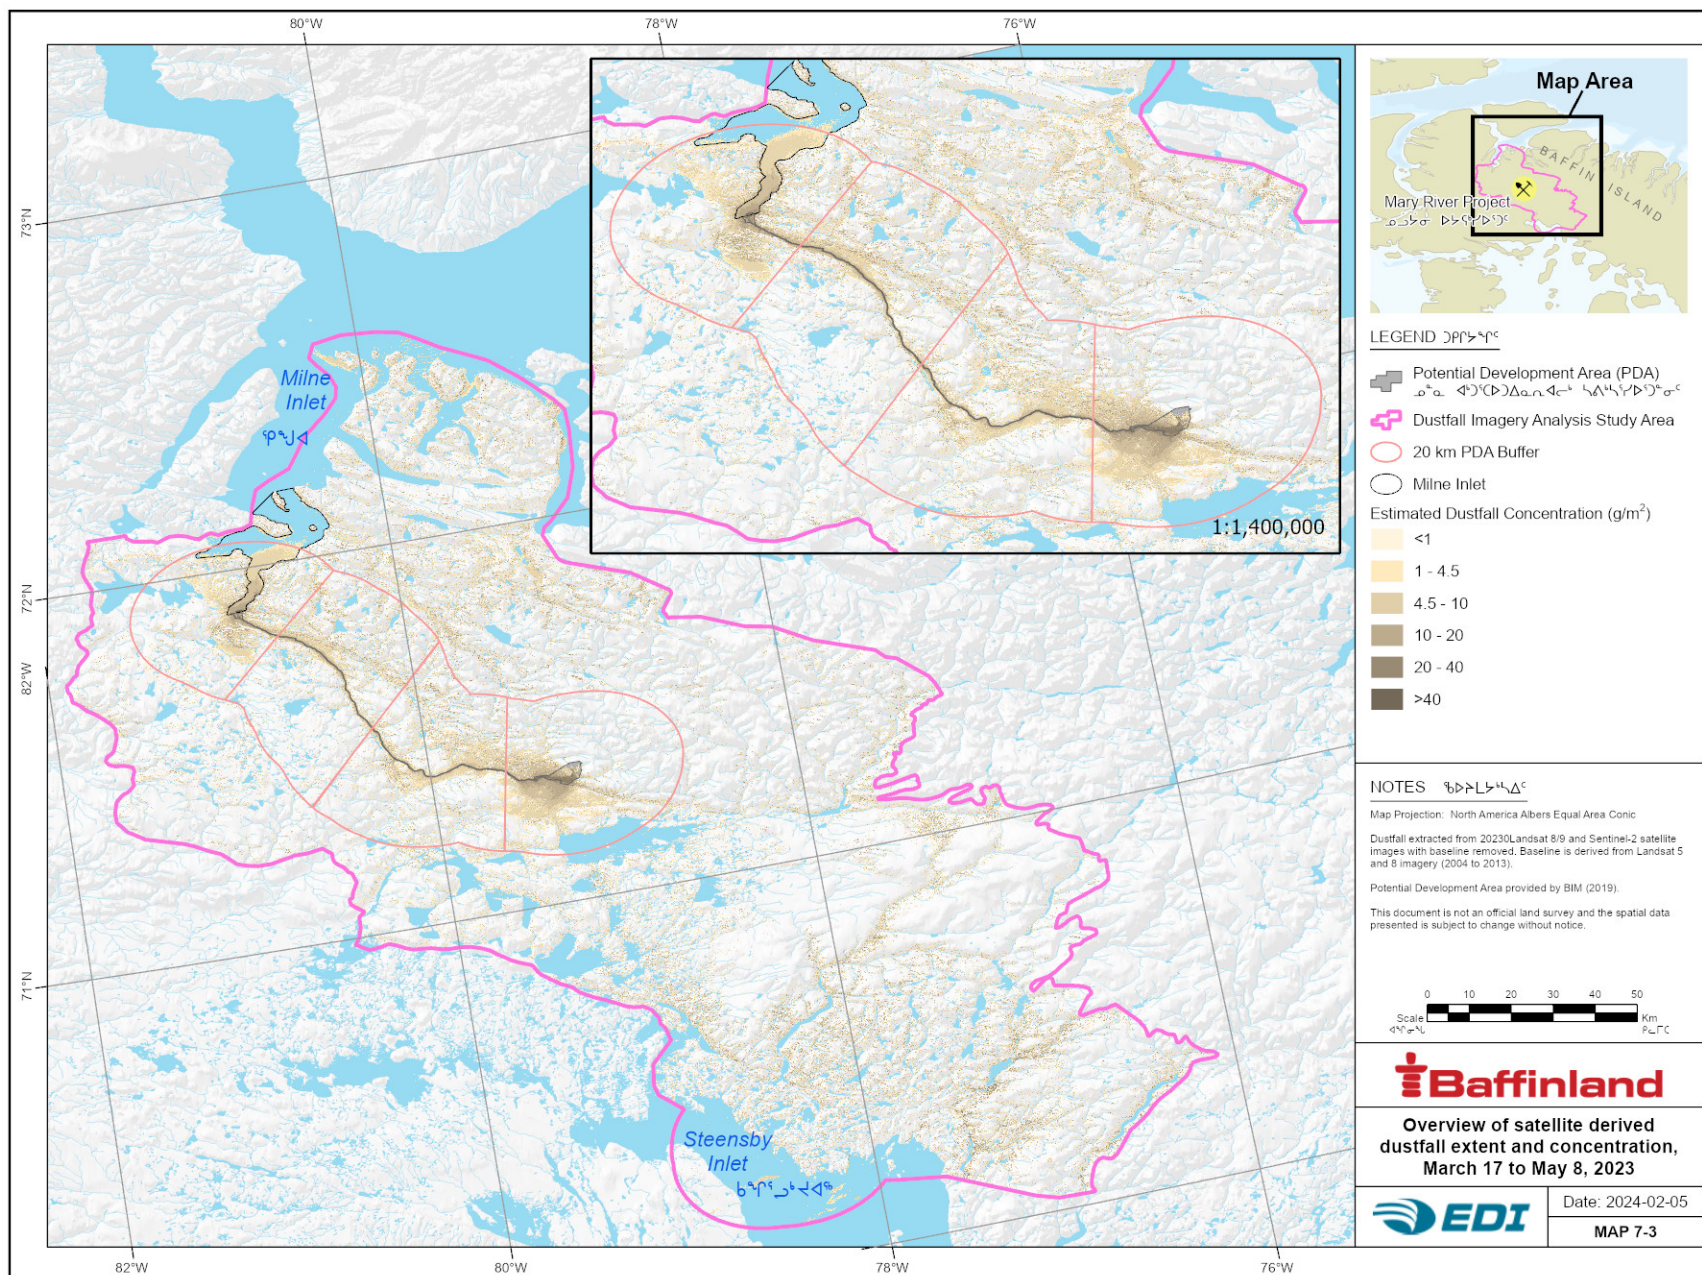 80°W
78°W
76°W
73°N
72°N
82°W
71°N
82°W
80°W
78°W
76°W
Milne
Inlet
ᕿᖕᒍᐊ
Steensby
Inlet
1:1,400,000
Map Area
BAFFIN ISLAND
Mary River Project
LEGEND
Potential Development Area (PDA)
Dustfall Imagery Analysis Study Area
20 km PDA Buffer
Milne Inlet
Estimated Dustfall Concentration (g/m²)
<1
1 - 4.5
4.5 - 10
10 - 20
20 - 40
>40
NOTES
Map Projection: North America Albers Equal Area Conic
Dustfall extracted from 20230Landsat 8/9 and Sentinel-2 satellite
images with baseline removed. Baseline is derived from Landsat 5
and 8 imagery (2004 to 2013).
Potential Development Area provided by BIM (2019).
This document is not an official land survey and the spatial data
presented is subject to change without notice.
0 10 20 30 40 50
Scale Km
Baffinland
Overview of satellite derived
dustfall extent and concentration,
March 17 to May 8, 2023
EDI
Date: 2024-02-05
MAP 7-3